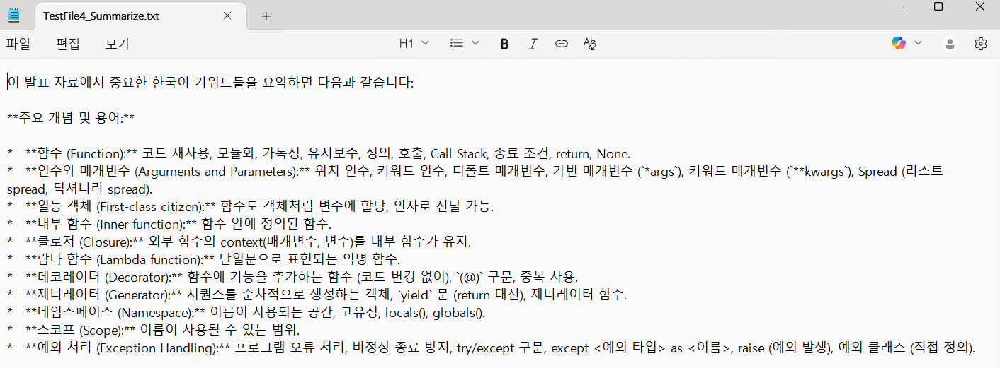 TestFile4_Summarize.txt
파일 편집 보기 H1 B I
이 발표 자료에서 중요한 한국어 키워드들을 요약하면 다음과 같습니다:
**주요 개념 및 용어:**
* **함수 (Function):** 코드 재사용, 모듈화, 가독성, 유지보수, 정의, 호출, Call Stack, 종료 조건, return, None.
* **인수와 매개변수 (Arguments and Parameters):** 위치 인수, 키워드 인수, 디폴트 매개변수, 가변 매개변수 (`*args`), 키워드 매개변수 (`**kwargs`), Spread (리스트
spread, 딕셔너리 spread).
* **일등 객체 (First-class citizen):** 함수도 객체처럼 변수에 할당, 인자로 전달 가능.
* **내부 함수 (Inner function):** 함수 안에 정의된 함수.
* **클로저 (Closure):** 외부 함수의 context(매개변수, 변수)를 내부 함수가 유지.
* **람다 함수 (Lambda function):** 단일문으로 표현되는 익명 함수.
* **데코레이터 (Decorator):** 함수에 기능을 추가하는 함수 (코드 변경 없이), `(@)` 구문, 중복 사용.
* **제너레이터 (Generator):** 시퀀스를 순차적으로 생성하는 객체, `yield` 문 (return 대신), 제너레이터 함수.
* **네임스페이스 (Namespace):** 이름이 사용되는 공간, 고유성, locals(), globals().
* **스코프 (Scope):** 이름이 사용될 수 있는 범위.
* **예외 처리 (Exception Handling):** 프로그램 오류 처리, 비정상 종료 방지, try/except 구문, except <예외 타입> as <이름>, raise (예외 발생), 예외 클래스 (직접 정의).